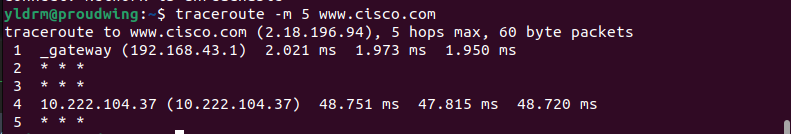 yldrm@proudwing:~$ traceroute -m 5 www.cisco.com
traceroute to www.cisco.com (2.18.196.94), 5 hops max, 60 byte packets
 1  _gateway (192.168.43.1)  2.021 ms  1.973 ms  1.950 ms
 2  * * *
 3  * * *
 4  10.222.104.37 (10.222.104.37)  48.751 ms  47.815 ms  48.720 ms
 5  * * *